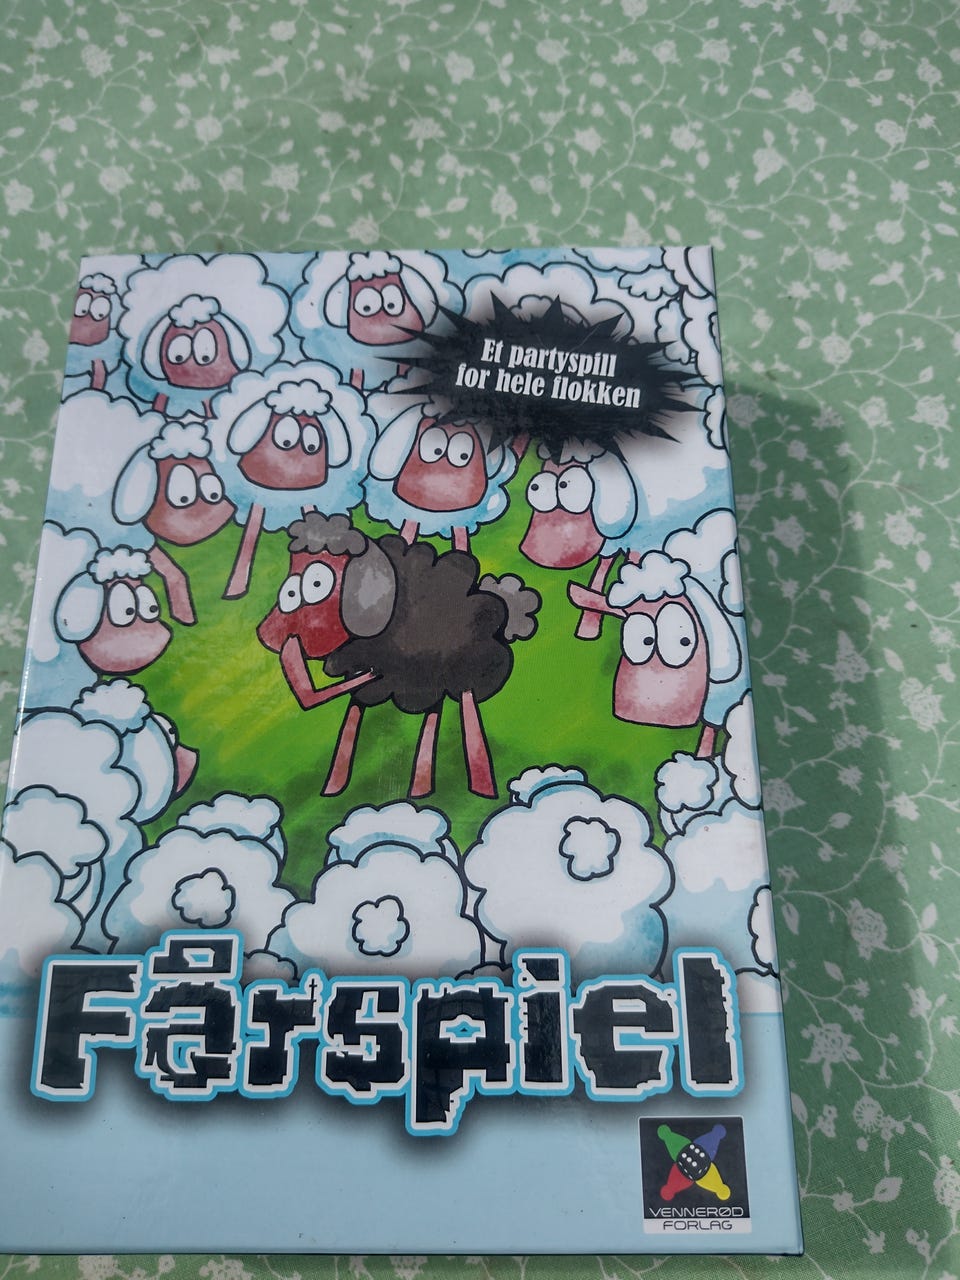 Et partyspill
for hele flokken
Fårspiel
VENNERØD
FORLAG